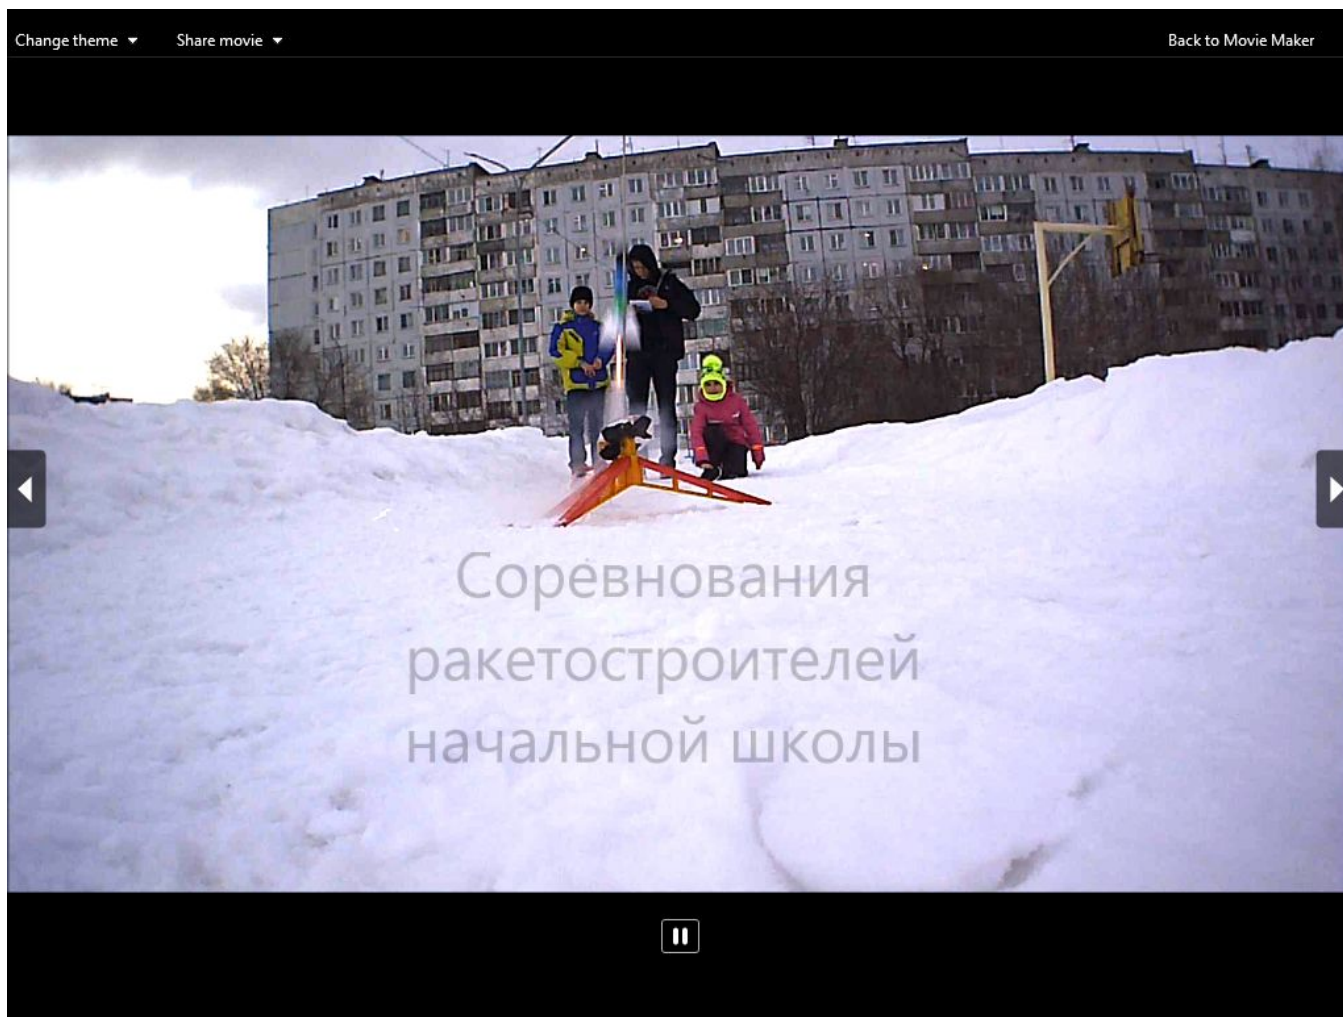 Change theme Share movie Back to Movie Maker
Соревнования
ракетостроителей
начальной школы